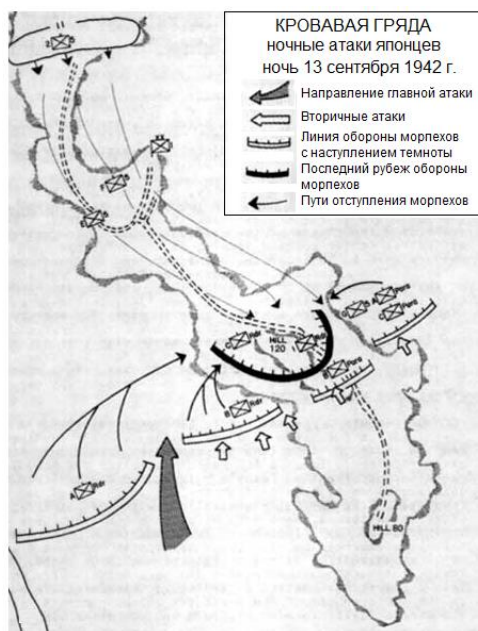 КРОВАВАЯ ГРЯДА
ночные атаки японцев
ночь 13 сентября 1942 г.
Направление главной атаки
Вторичные атаки
Линия обороны морпехов
с наступлением темноты
Последний рубеж обороны
морпехов
Пути отступления морпехов
HILL
120
HILL 80